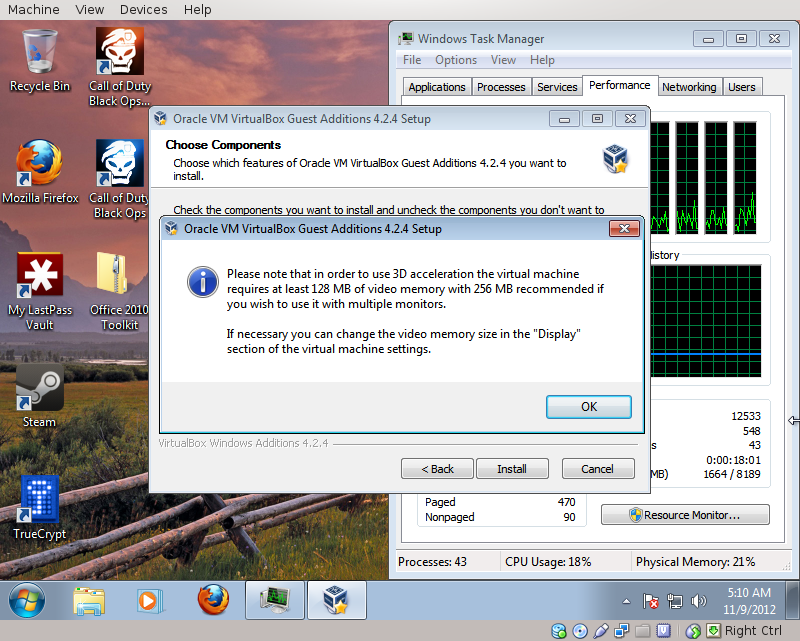 Machine View Devices Help
Recycle Bin
Call of Duty
Black Ops...
Mozilla Firefox
Call of Duty
Black Ops
My LastPass
Vault
Office 2010
Toolkit
Steam
TrueCrypt
Windows Task Manager
File Options View Help
Applications Processes Services Performance Networking Users
Oracle VM VirtualBox Guest Additions 4.2.4 Setup
Choose Components
Choose which features of Oracle VM VirtualBox Guest Additions 4.2.4 you want to
install.
Check the components you want to install and uncheck the components you don't want to
Oracle VM VirtualBox Guest Additions 4.2.4 Setup
Please note that in order to use 3D acceleration the virtual machine
requires at least 128 MB of video memory with 256 MB recommended if
you wish to use it with multiple monitors.
If necessary you can change the video memory size in the "Display"
section of the virtual machine settings.
OK
VirtualBox Windows Additions 4.2.4
< Back Install Cancel
istory
12533
548
s 43
0:00:18:01
MB) 1664 / 8189
Paged 470
Nonpaged 90
Resource Monitor...
Processes: 43 CPU Usage: 18% Physical Memory: 21%
5:10 AM
11/9/2012
Right Ctrl